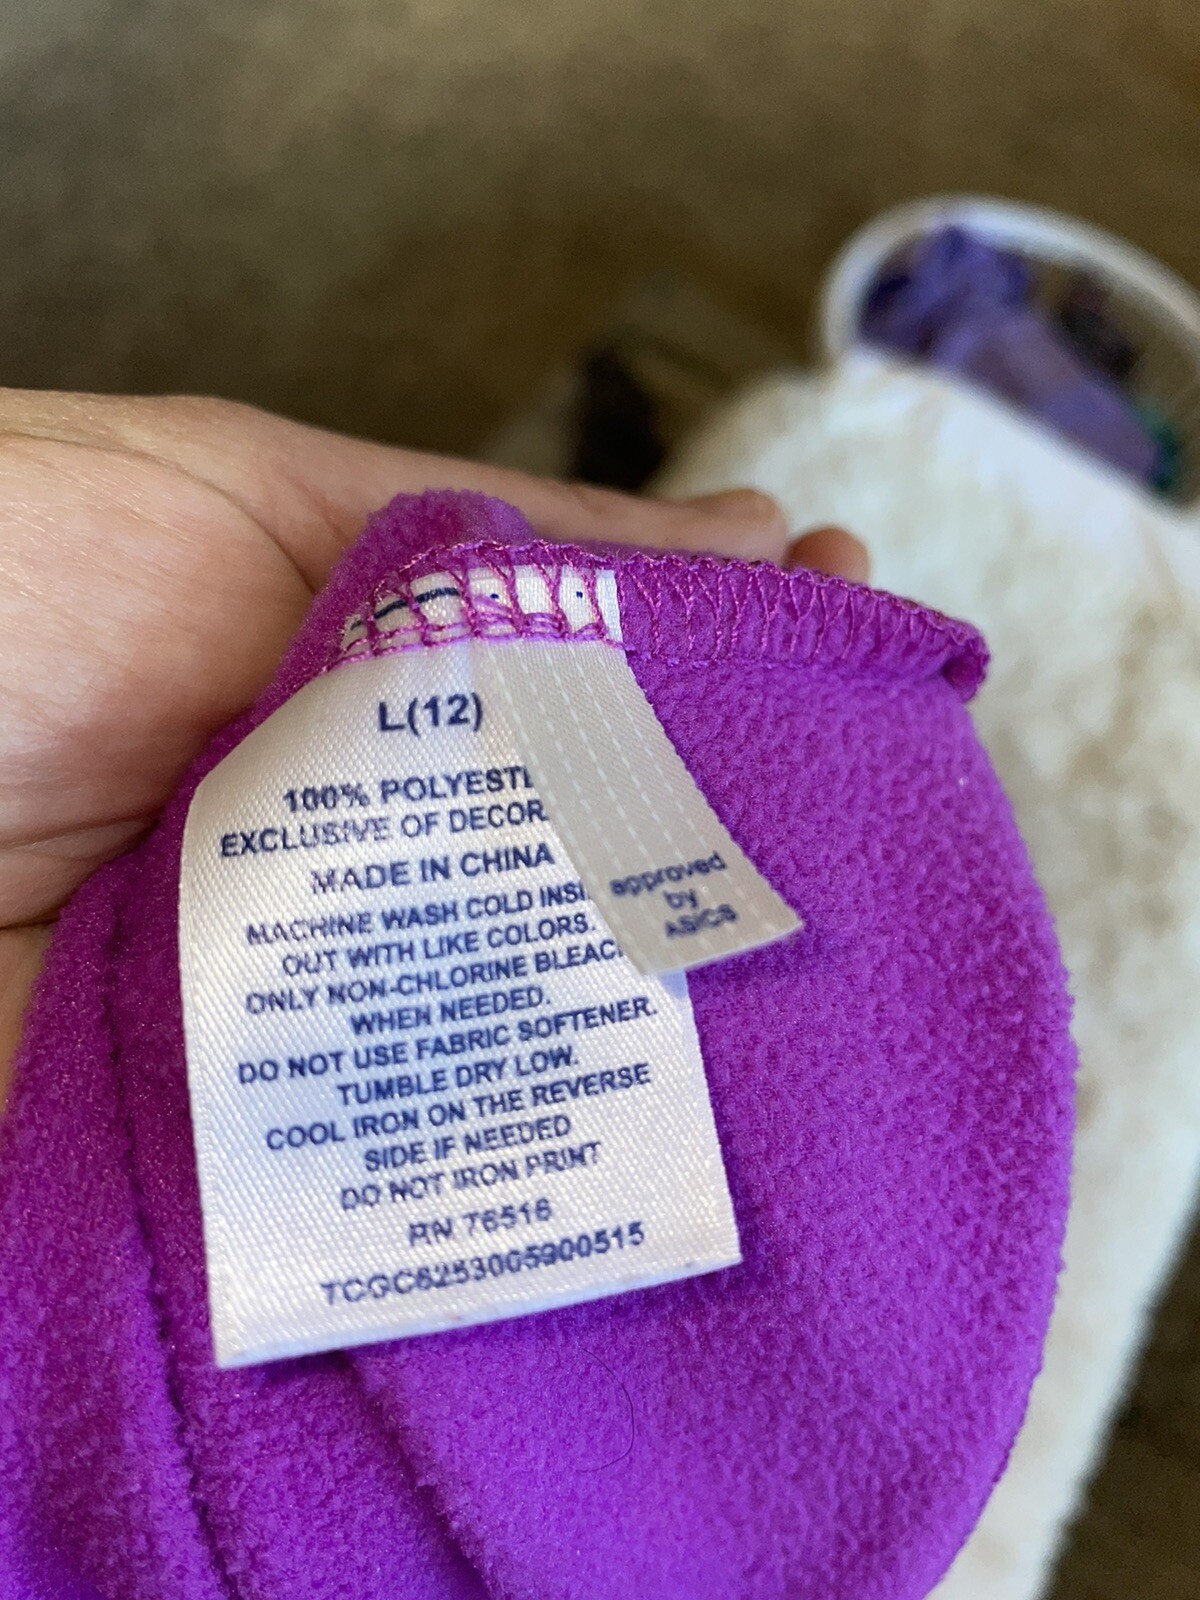 L(12)
100% POLYESTE
EXCLUSIVE OF DECOR
MADE IN CHINA
MACHINE WASH COLD INSI
OUT WITH LIKE COLORS.
ONLY NON-CHLORINE BLEAC
WHEN NEEDED.
DO NOT USE FABRIC SOFTENER.
TUMBLE DRY LOW.
COOL IRON ON THE REVERSE
SIDE IF NEEDED
DO NOT IRON PRINT
RN 76516
TCGC6253005900515
approved
by
ASICS